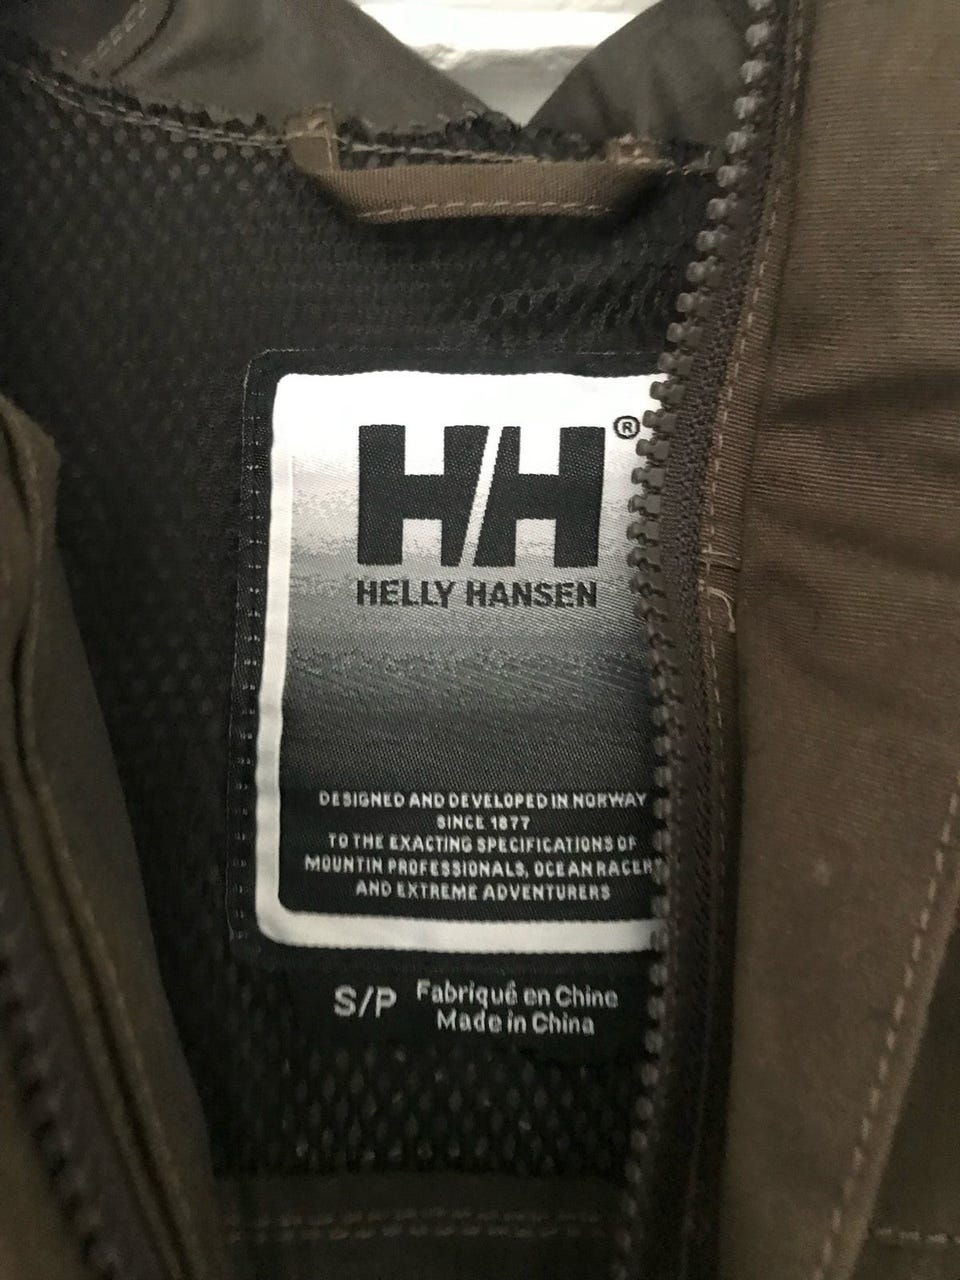 HH®
HELLY HANSEN
DESIGNED AND DEVELOPED IN NORWAY
SINCE 1877
TO THE EXACTING SPECIFICATIONS OF
MOUNTIN PROFESSIONALS, OCEAN RACER
AND EXTREME ADVENTURERS
S/P Fabriqué en Chine
Made in China